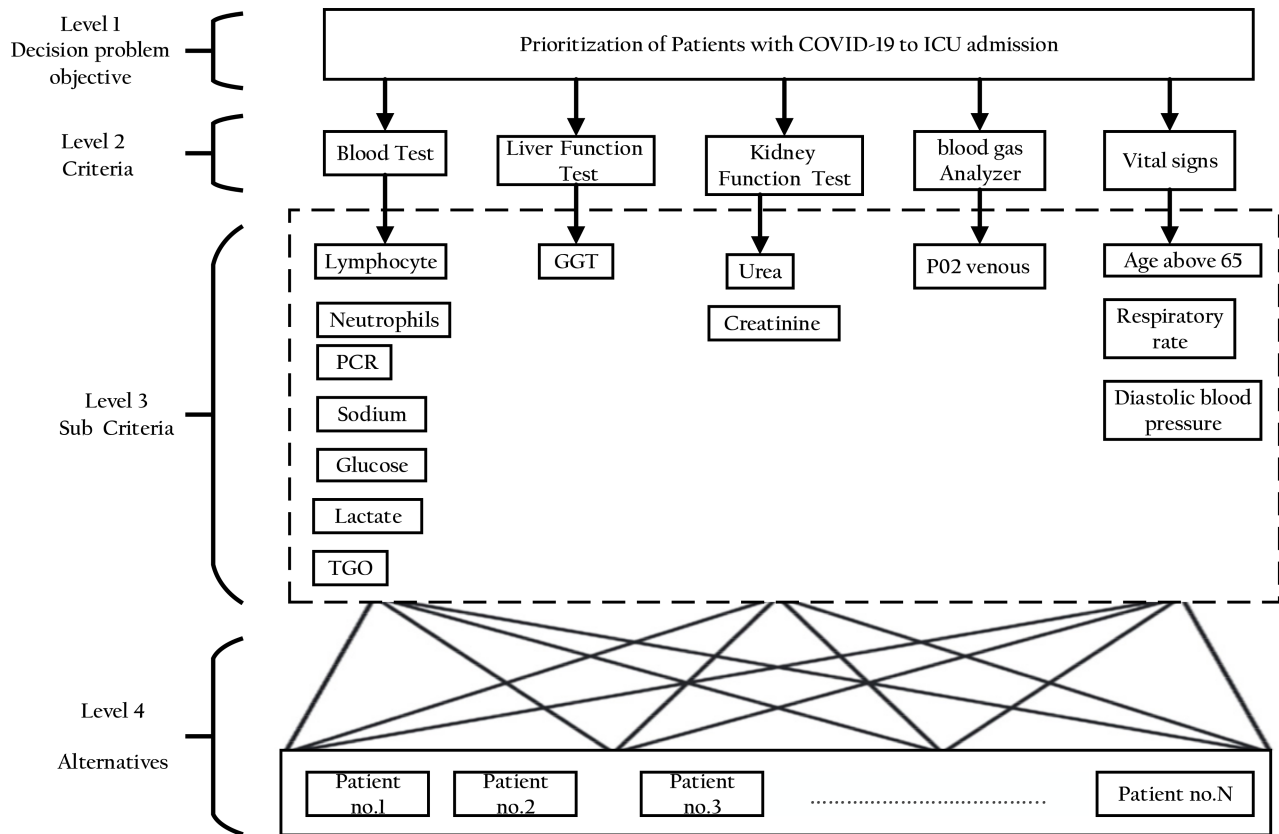 Level 1
Decision problem
objective
Prioritization of Patients with COVID-19 to ICU admission
Level 2
Criteria
Blood Test
Liver Function
Test
Kidney
Function Test
blood gas
Analyzer
Vital signs
Level 3
Sub Criteria
Lymphocyte
Neutrophils
PCR
Sodium
Glucose
Lactate
TGO
GGT
Urea
Creatinine
P02 venous
Age above 65
Respiratory
rate
Diastolic blood
pressure
Level 4
Alternatives
Patient
no.1
Patient
no.2
Patient
no.3
................................................
Patient no.N